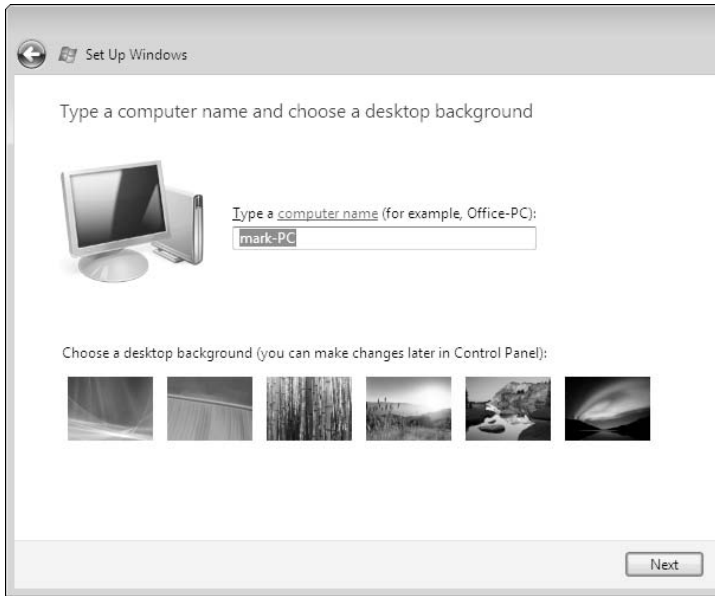 Set Up Windows
Type a computer name and choose a desktop background
Type a computer name (for example, Office-PC):
mark-PC
Choose a desktop background (you can make changes later in Control Panel):
Next